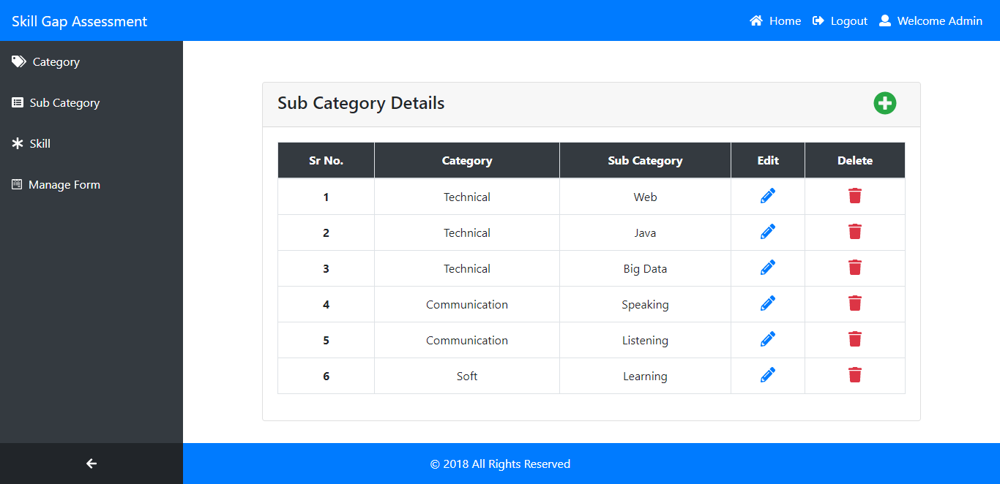 Skill Gap Assessment Home Logout Welcome Admin
Category
Sub Category
Skill
Manage Form
Sub Category Details
Sr No. Category Sub Category Edit Delete
1 Technical Web
2 Technical Java
3 Technical Big Data
4 Communication Speaking
5 Communication Listening
6 Soft Learning
© 2018 All Rights Reserved